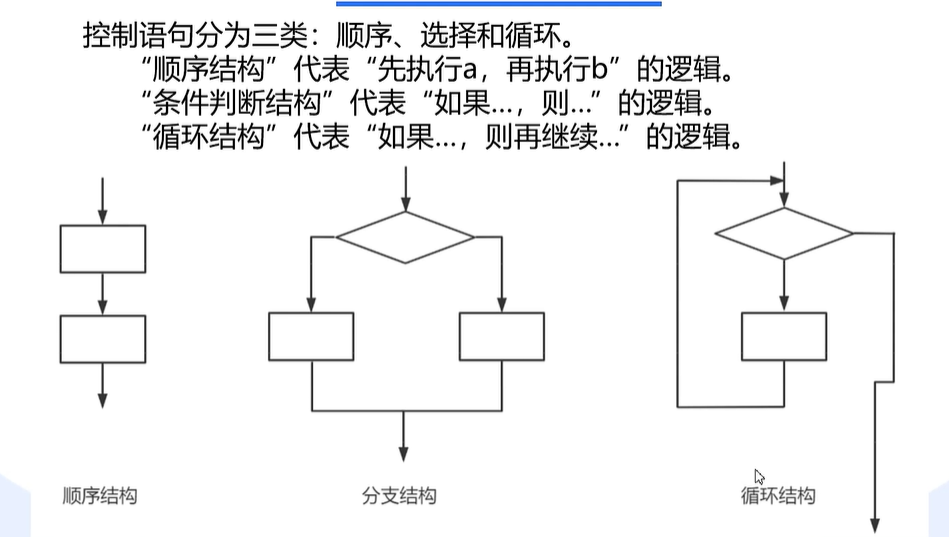 控制语句分为三类：顺序、选择和循环。
“顺序结构”代表“先执行a，再执行b”的逻辑。
“条件判断结构”代表“如果…，则…”的逻辑。
“循环结构”代表“如果…，则再继续…”的逻辑。
顺序结构
分支结构
循环结构